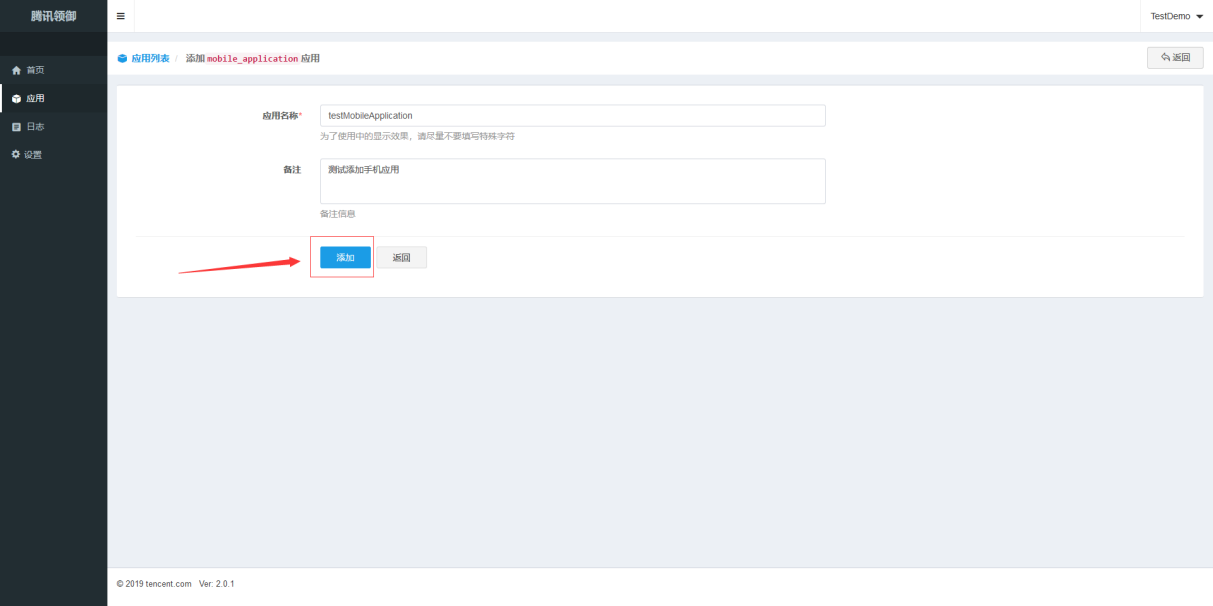 腾讯领御
TestDemo
应用列表 / 添加 mobile_application 应用
返回
首页
应用
日志
设置
应用名称*
testMobileApplication
为了使用中的显示效果，请尽量不要填写特殊字符
备注
测试添加手机应用
备注信息
添加
返回
© 2019 tencent.com Ver: 2.0.1